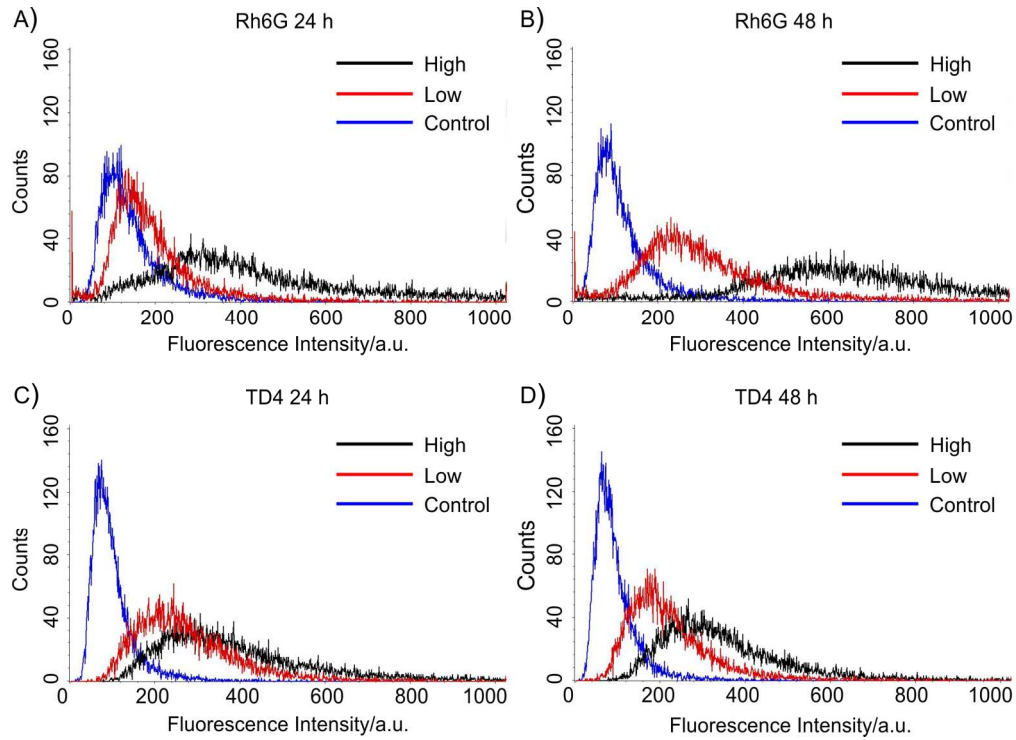 A)
Rh6G 24 h
160
120
80
40
0
Counts
High
Low
Control
0 200 400 600 800 1000
Fluorescence Intensity/a.u.
B)
Rh6G 48 h
160
120
80
40
0
Counts
High
Low
Control
0 200 400 600 800 1000
Fluorescence Intensity/a.u.
C)
TD4 24 h
160
120
80
40
0
Counts
High
Low
Control
0 200 400 600 800 1000
Fluorescence Intensity/a.u.
D)
TD4 48 h
160
120
80
40
0
Counts
High
Low
Control
0 200 400 600 800 1000
Fluorescence Intensity/a.u.